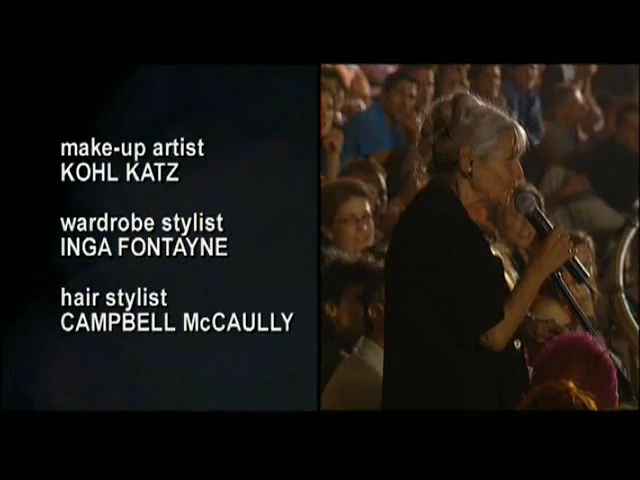 make-up artist
KOHL KATZ
wardrobe stylist
INGA FONTAYNE
hair stylist
CAMPBELL McCAULLY